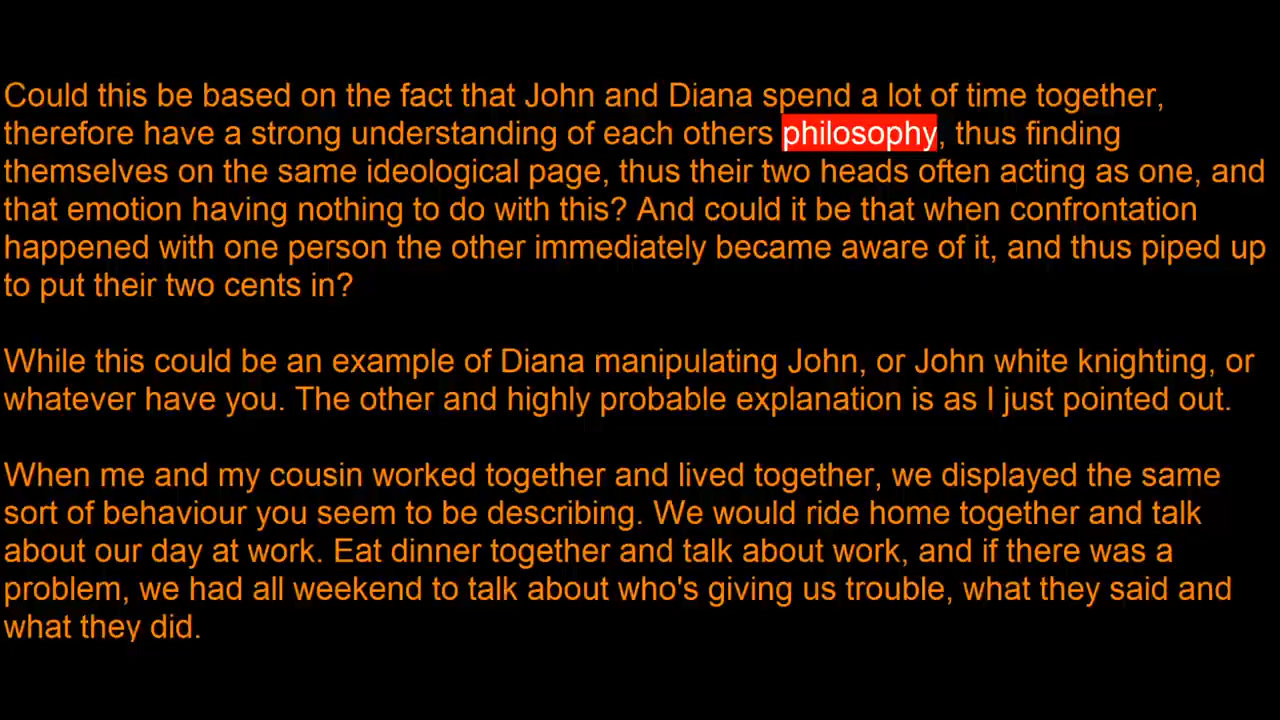 Could this be based on the fact that John and Diana spend a lot of time together,
therefore have a strong understanding of each others philosophy, thus finding
themselves on the same ideological page, thus their two heads often acting as one, and
that emotion having nothing to do with this? And could it be that when confrontation
happened with one person the other immediately became aware of it, and thus piped up
to put their two cents in?
While this could be an example of Diana manipulating John, or John white knighting, or
whatever have you. The other and highly probable explanation is as I just pointed out.
When me and my cousin worked together and lived together, we displayed the same
sort of behaviour you seem to be describing. We would ride home together and talk
about our day at work. Eat dinner together and talk about work, and if there was a
problem, we had all weekend to talk about who's giving us trouble, what they said and
what they did.